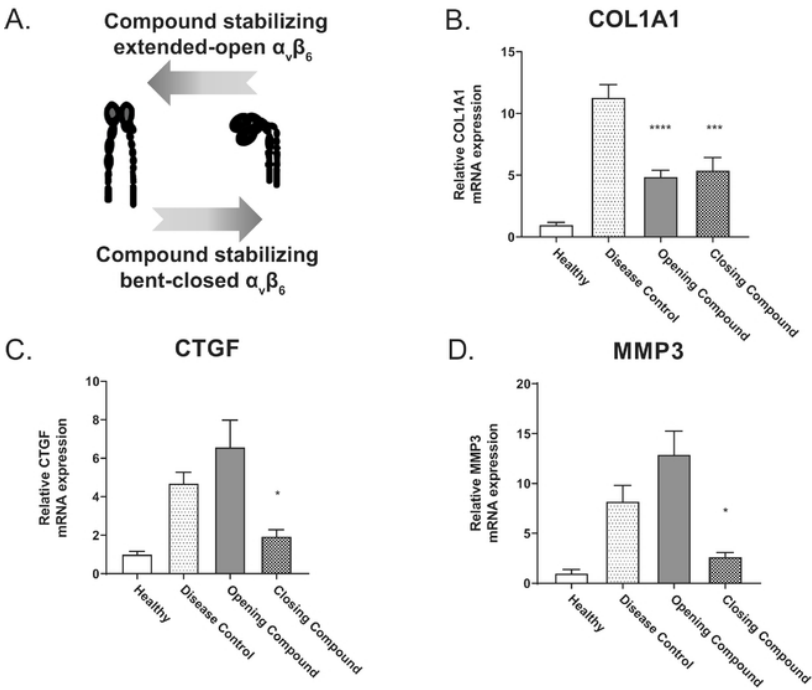 A.
Compound stabilizing
extended-open αvβ6
Compound stabilizing
bent-closed αvβ6
B.
COL1A1
Relative COL1A1
mRNA expression
15
10
5
0
****
***
Healthy
Disease Control
Opening Compound
Closing Compound
C.
CTGF
Relative CTGF
mRNA expression
10
8
6
4
2
0
*
Healthy
Disease Control
Opening Compound
Closing Compound
D.
MMP3
Relative MMP3
mRNA expression
20
15
10
5
0
*
Healthy
Disease Control
Opening Compound
Closing Compound